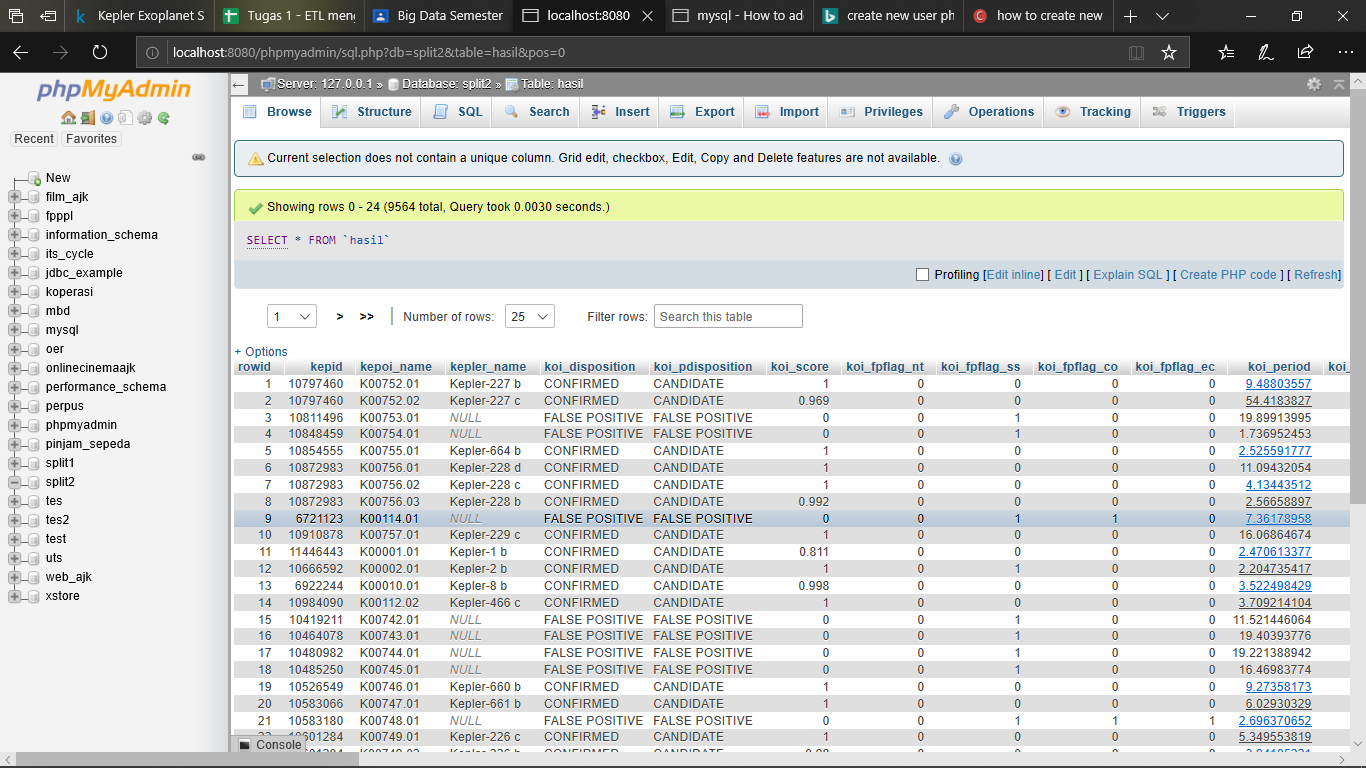 Kepler Exoplanet S
Tugas 1 - ETL meng
Big Data Semester
localhost:8080
mysql - How to ad
create new user ph
how to create new
localhost:8080/phpmyadmin/sql.php?db=split2&table=hasil&pos=0
phpMyAdmin
Recent Favorites
New
film_ajk
fpppl
information_schema
its_cycle
jdbc_example
koperasi
mbd
mysql
oer
onlinecinemaajk
performance_schema
perpus
phpmyadmin
pinjam_sepeda
split1
split2
tes
tes2
test
uts
web_ajk
xstore
Server: 127.0.0.1 » Database: split2 » Table: hasil
Browse Structure SQL Search Insert Export Import Privileges Operations Tracking Triggers
Current selection does not contain a unique column. Grid edit, checkbox, Edit, Copy and Delete features are not available.
Showing rows 0 - 24 (9564 total, Query took 0.0030 seconds.)
SELECT * FROM `hasil`
Profiling [Edit inline] [ Edit ] [ Explain SQL ] [ Create PHP code ] [ Refresh]
1 > >> | Number of rows: 25 Filter rows: Search this table
+ Options
rowid kepid kepoi_name kepler_name koi_disposition koi_pdisposition koi_score koi_fpflag_nt koi_fpflag_ss koi_fpflag_co koi_fpflag_ec koi_period koi_
1 10797460 K00752.01 Kepler-227 b CONFIRMED CANDIDATE 1 0 0 0 0 9.48803557
2 10797460 K00752.02 Kepler-227 c CONFIRMED CANDIDATE 0.969 0 0 0 0 54.4183827
3 10811496 K00753.01 NULL FALSE POSITIVE FALSE POSITIVE 0 0 1 0 0 19.89913995
4 10848459 K00754.01 NULL FALSE POSITIVE FALSE POSITIVE 0 0 1 0 0 1.736952453
5 10854555 K00755.01 Kepler-664 b CONFIRMED CANDIDATE 1 0 0 0 0 2.525591777
6 10872983 K00756.01 Kepler-228 d CONFIRMED CANDIDATE 1 0 0 0 0 11.09432054
7 10872983 K00756.02 Kepler-228 c CONFIRMED CANDIDATE 1 0 0 0 0 4.13443512
8 10872983 K00756.03 Kepler-228 b CONFIRMED CANDIDATE 0.992 0 0 0 0 2.56658897
9 6721123 K00114.01 NULL FALSE POSITIVE FALSE POSITIVE 0 0 1 1 0 7.36178958
10 10910878 K00757.01 Kepler-229 c CONFIRMED CANDIDATE 1 0 0 0 0 16.06864674
11 11446443 K00001.01 Kepler-1 b CONFIRMED CANDIDATE 0.811 0 0 0 0 2.470613377
12 10666592 K00002.01 Kepler-2 b CONFIRMED CANDIDATE 1 0 1 0 0 2.204735417
13 6922244 K00010.01 Kepler-8 b CONFIRMED CANDIDATE 0.998 0 0 0 0 3.522498429
14 10984090 K00112.02 Kepler-466 c CONFIRMED CANDIDATE 1 0 0 0 0 3.709214104
15 10419211 K00742.01 NULL FALSE POSITIVE FALSE POSITIVE 0 0 1 0 0 11.521446064
16 10464078 K00743.01 NULL FALSE POSITIVE FALSE POSITIVE 0 0 1 0 0 19.40393776
17 10480982 K00744.01 NULL FALSE POSITIVE FALSE POSITIVE 0 0 1 0 0 19.221388942
18 10485250 K00745.01 NULL FALSE POSITIVE FALSE POSITIVE 0 0 1 0 0 16.46983774
19 10526549 K00746.01 Kepler-660 b CONFIRMED CANDIDATE 1 0 0 0 0 9.27358173
20 10583066 K00747.01 Kepler-661 b CONFIRMED CANDIDATE 1 0 0 0 0 6.02930329
21 10583180 K00748.01 NULL FALSE POSITIVE FALSE POSITIVE 0 0 1 1 1 2.696370652
601284 K00749.01 Kepler-226 c CONFIRMED CANDIDATE 1 0 0 0 0 5.349553819
Console